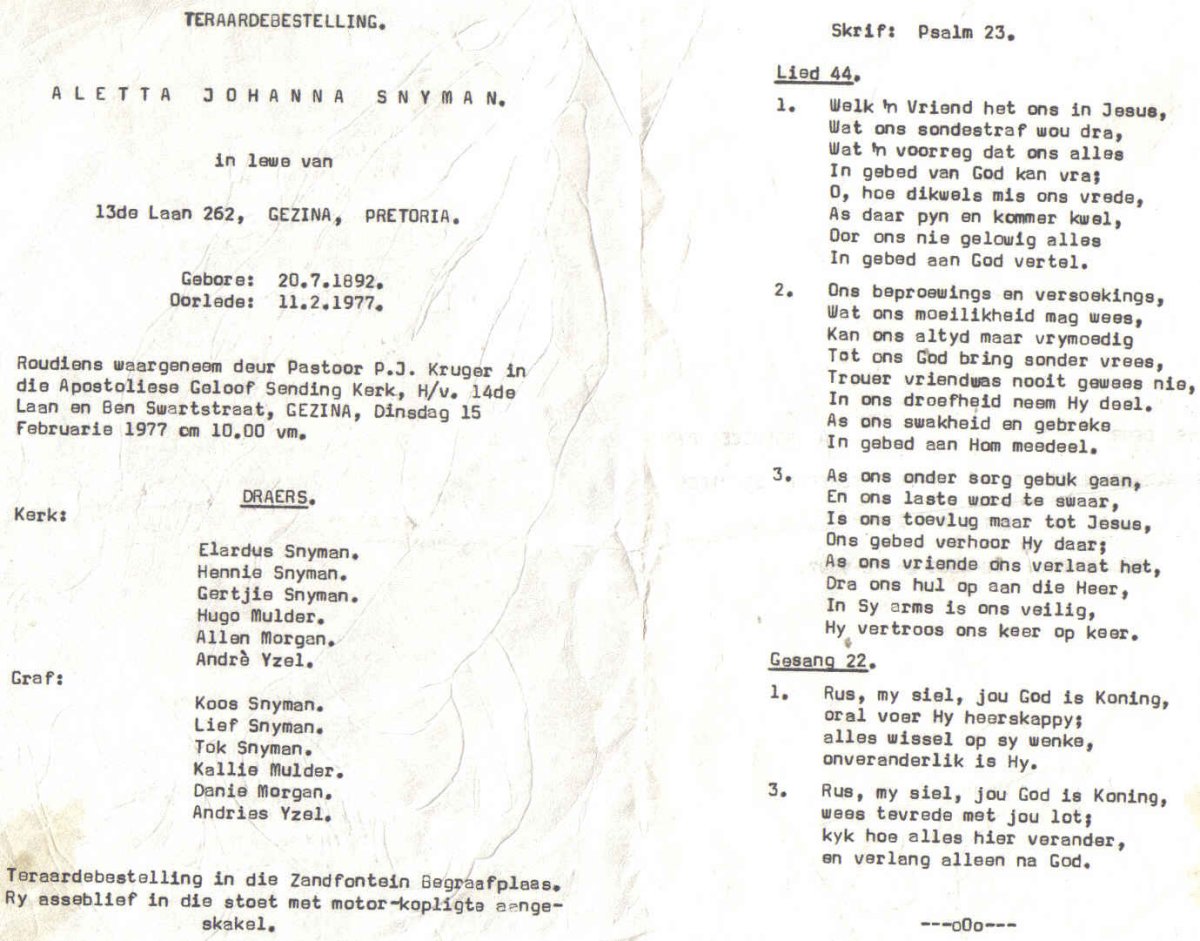 TERAARDEBESTELLING.
ALETTA JOHANNA SNYMAN.
in lewe van
13de Laan 262, GEZINA, PRETORIA.
Gebore: 20.7.1892.
Oorlede: 11.2.1977.
Roudiens waargeneem deur Pastoor P.J. Kruger in
die Apostoliese Geloof Sending Kerk, H/v. 14de
Laan en Ben Swartstraat, GEZINA, Dinsdag 15
Februarie 1977 om 10.00 vm.
DRAERS.
Kerk:
Elardus Snyman.
Hennie Snyman.
Gertjie Snyman.
Hugo Mulder.
Allen Morgan.
Andrè Yzel.
Graf:
Koos Snyman.
Lief Snyman.
Tok Snyman.
Kallie Mulder.
Danie Morgan.
Andries Yzel.
Teraardebestelling in die Zandfontein Begraafplaas.
Ry asseblief in die stoet met motor-kopligte aange-
skakel.
Skrif: Psalm 23.
Lied 44.
1. Welk 'n Vriend het ons in Jesus,
Wat ons sondestraf wou dra,
Wat 'n voorreg dat ons alles
In gebed van God kan vra;
O, hoe dikwels mis ons vrede,
As daar pyn en kommer kwel,
Oor ons nie gelowig alles
In gebed aan God vertel.
2. Ons beproewings en versoekings,
Wat ons moeilikheid mag wees,
Kan ons altyd maar vrymoedig
Tot ons God bring sonder vrees,
Trouer vriendwas nooit gewees nie,
In ons droefheid neem Hy deel.
As ons swakheid en gebreke
In gebed aan Hom meedeel.
3. As ons onder sorg gebuk gaan,
En ons laste word te swaar,
Is ons toevlug maar tot Jesus,
Ons gebed verhoor Hy daar;
As ons vriende ons verlaat het,
Dra ons hul op aan die Heer,
In Sy arms is ons veilig,
Hy vertroos ons keer op keer.
Gesang 22.
1. Rus, my siel, jou God is Koning,
oral voer Hy heerskappy;
alles wissel op sy wenke,
onveranderlik is Hy.
3. Rus, my siel, jou God is Koning,
wees tevrede met jou lot;
kyk hoe alles hier verander,
en verlang alleen na God.
---oOo---